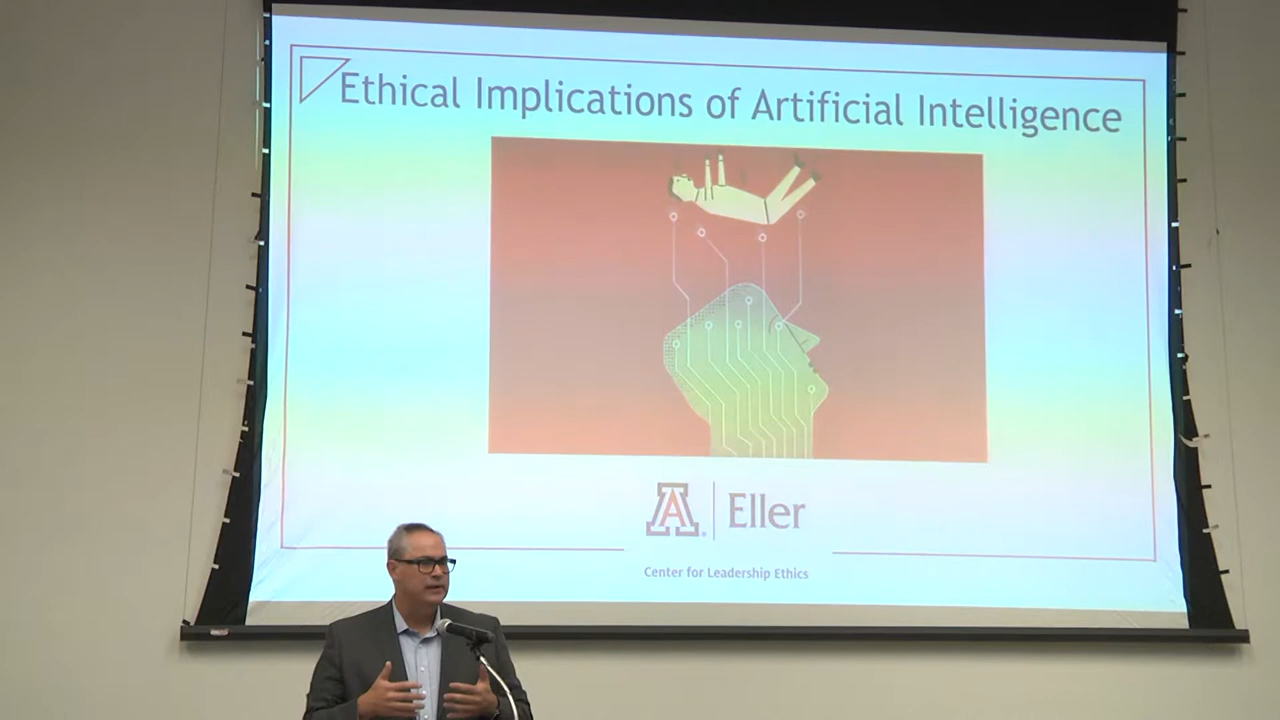 Ethical Implications of Artificial Intelligence
A
Eller
Center for Leadership Ethics